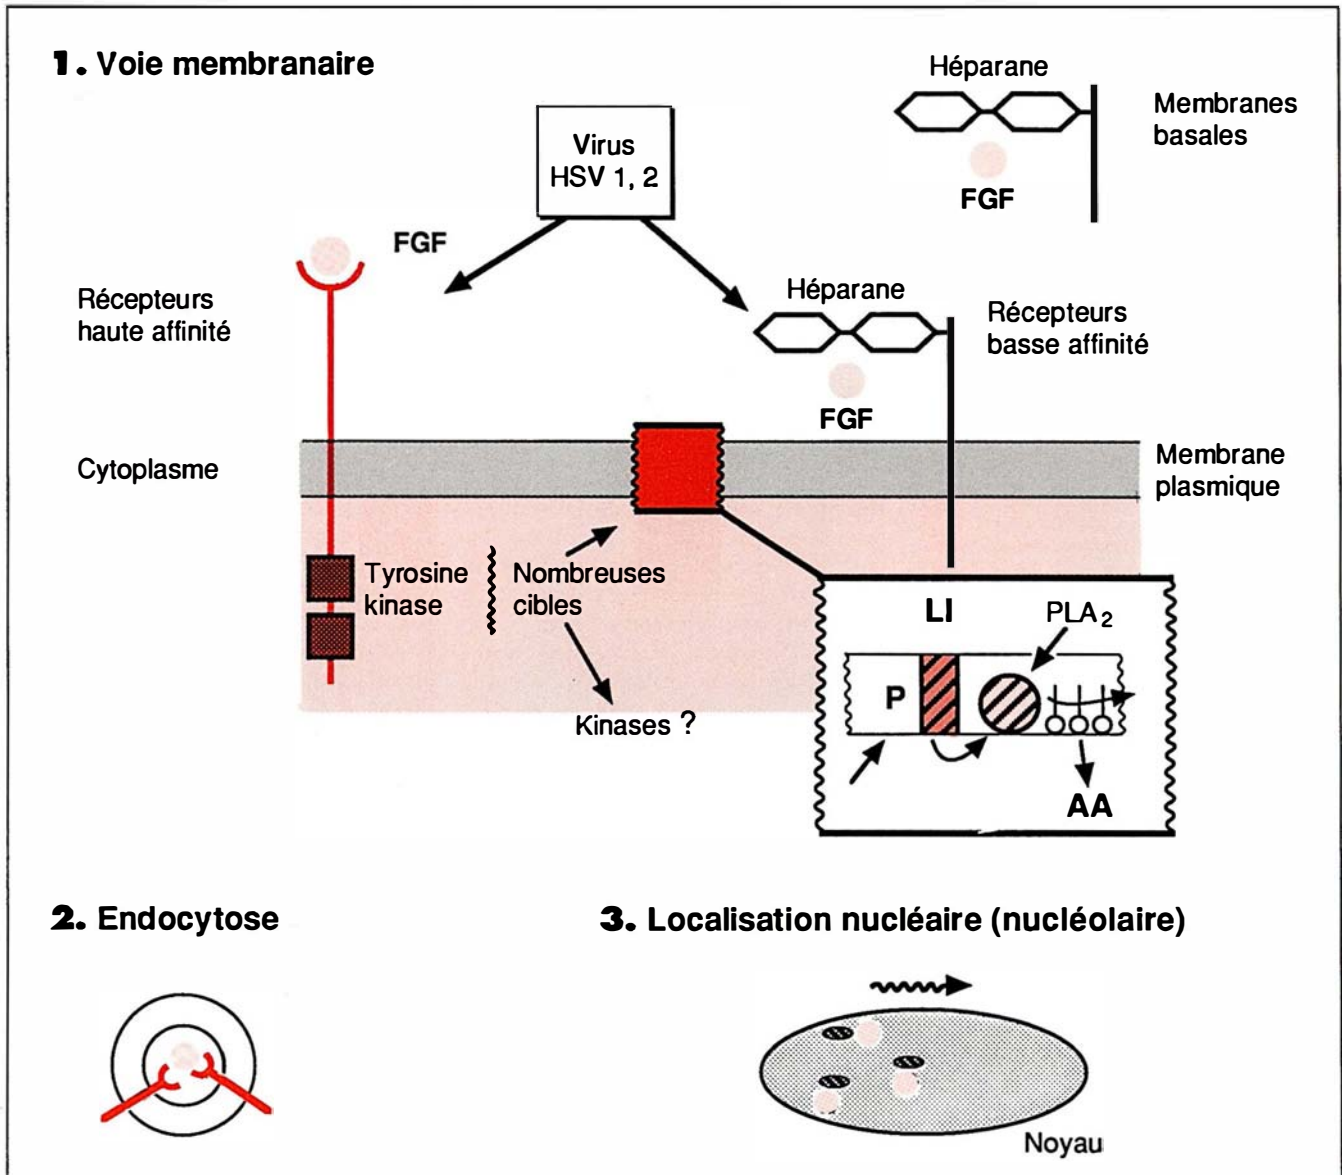 1. Voie membranaire
Héparane
Membranes
basales
FGF
Virus
HSV 1, 2
FGF
Récepteurs
haute affinité
Héparane
Récepteurs
basse affinité
FGF
Cytoplasme
Membrane
plasmique
Tyrosine
kinase
Nombreuses
cibles
Kinases ?
LI
PLA2
P
AA
2. Endocytose
3. Localisation nucléaire (nucléolaire)
Noyau